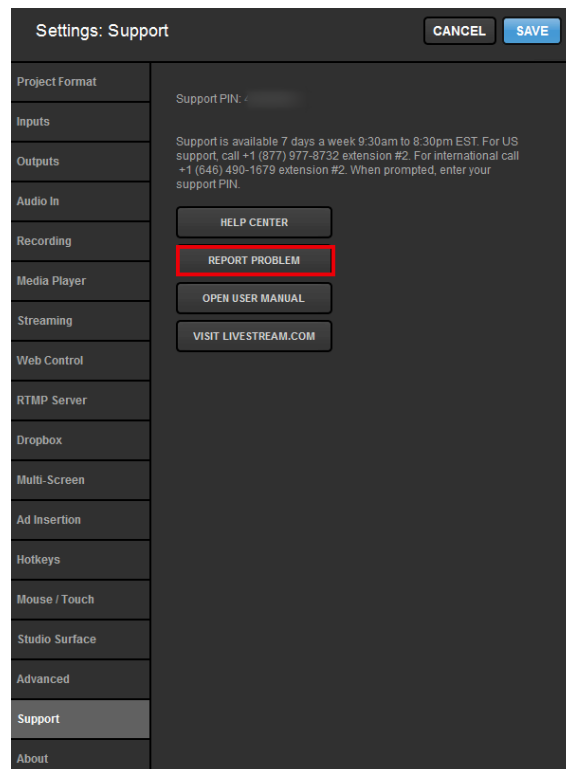 Settings: Support
CANCEL
SAVE
Project Format
Inputs
Outputs
Audio In
Recording
Media Player
Streaming
Web Control
RTMP Server
Dropbox
Multi-Screen
Ad Insertion
Hotkeys
Mouse / Touch
Studio Surface
Advanced
Support
About
Support PIN:
Support is available 7 days a week 9:30am to 8:30pm EST. For US
support, call +1 (877) 977-8732 extension #2. For international call
+1 (646) 490-1679 extension #2. When prompted, enter your
support PIN.
HELP CENTER
REPORT PROBLEM
OPEN USER MANUAL
VISIT LIVESTREAM.COM